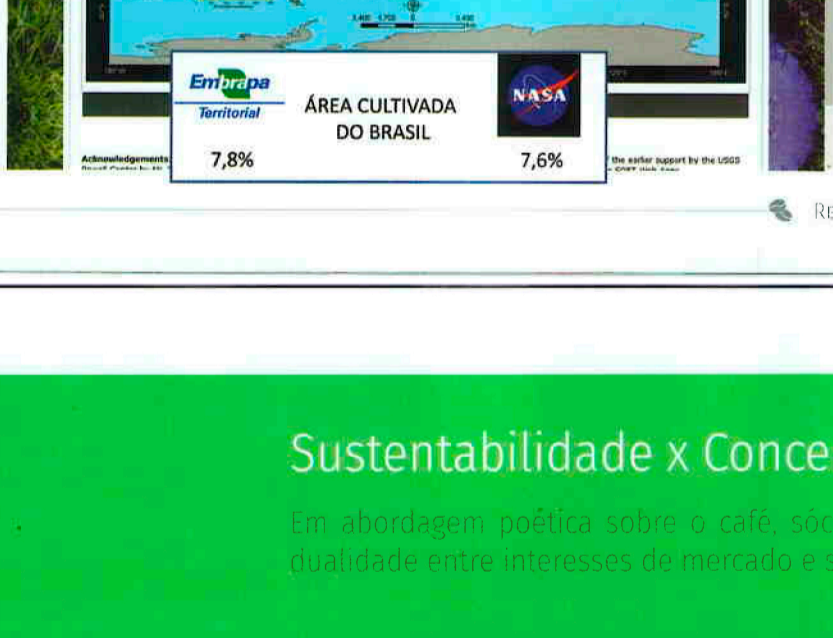 Embrapa
Territorial
ÁREA CULTIVADA
DO BRASIL
NASA
7,8%
7,6%
Acknowledgements
the earlier support by the USGS
Sustentabilidade x Conce
Em abordagem poética sobre o café, sóc
dualidade entre interesses de mercado e s